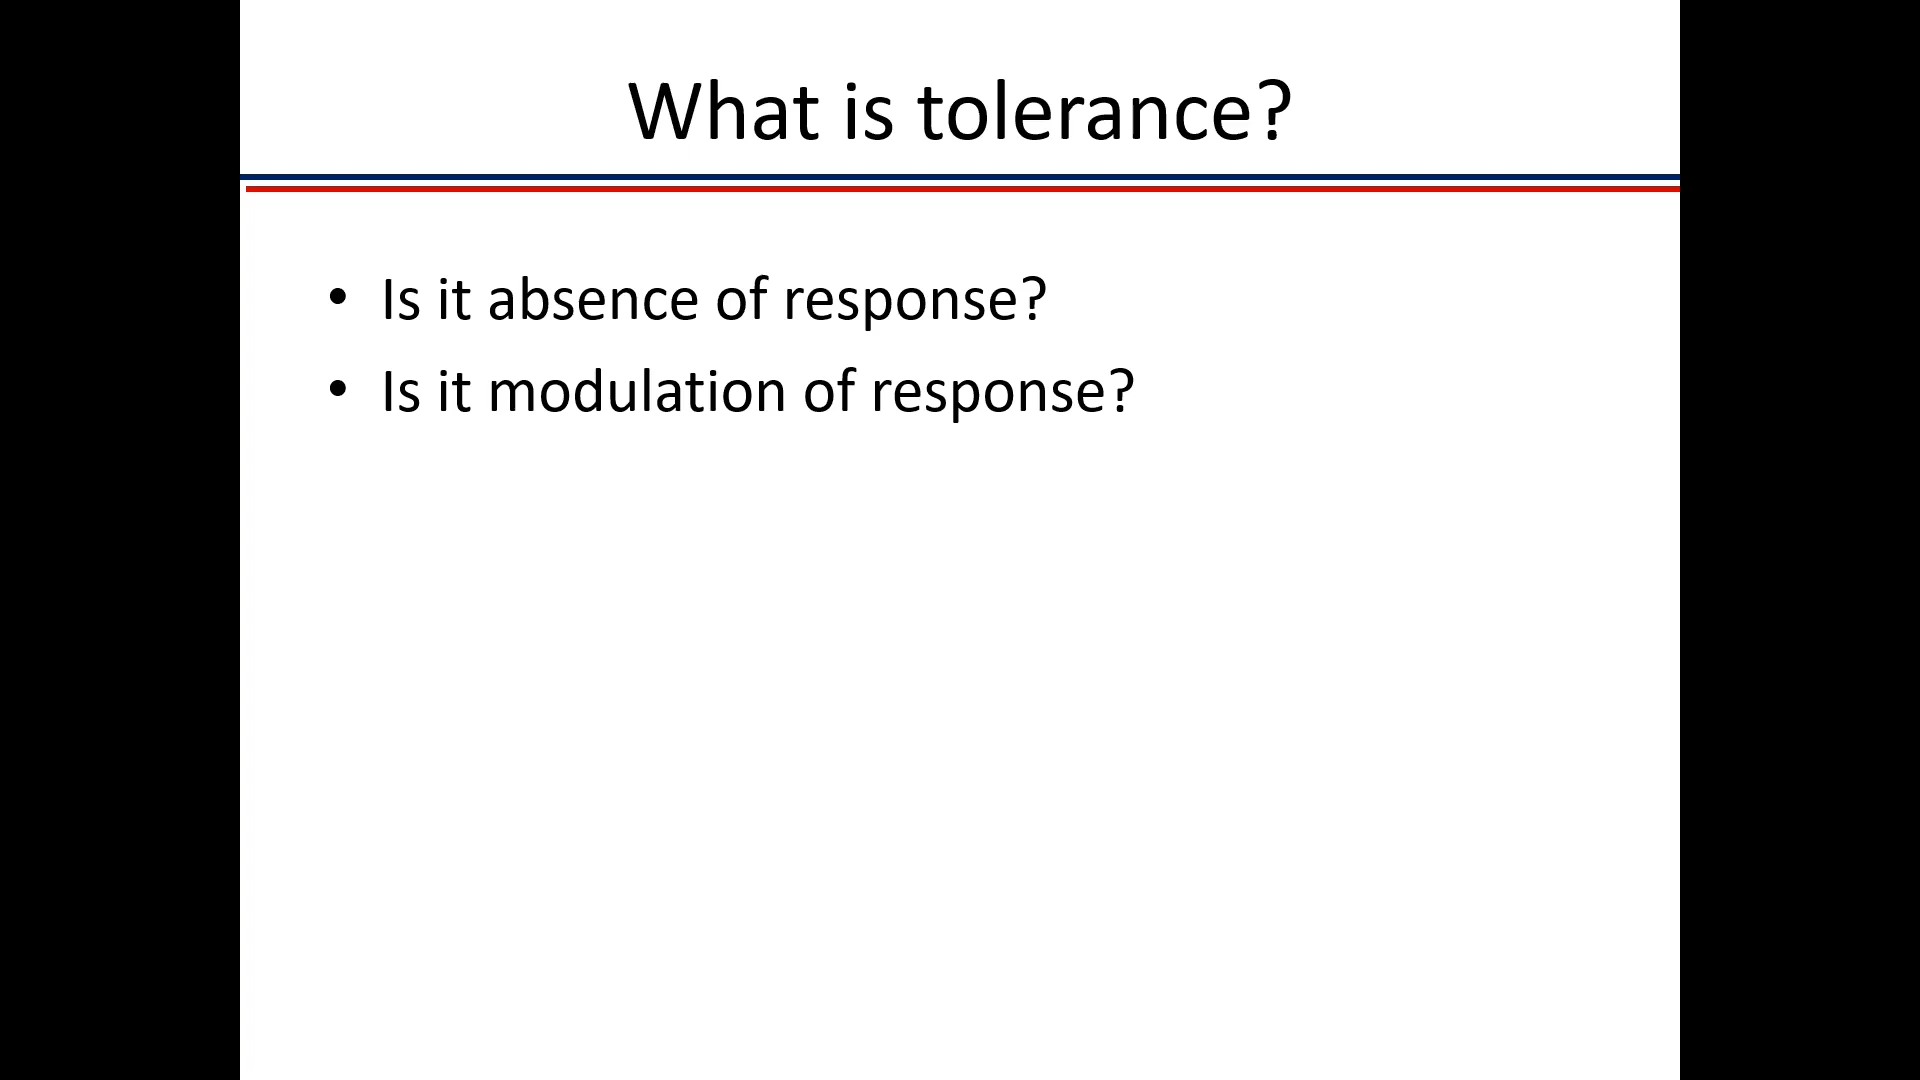 What is tolerance?
• Is it absence of response?
• Is it modulation of response?